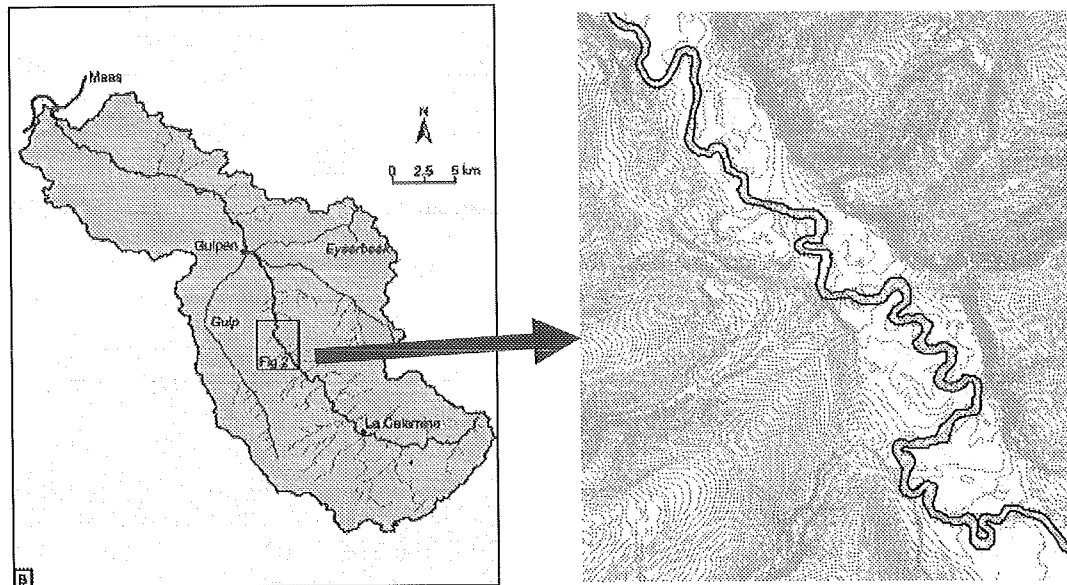 Maas
N
0 2.5 5 km
Gulpen
Eyserbeek
Gulp
Fig 2
La Calamine
B